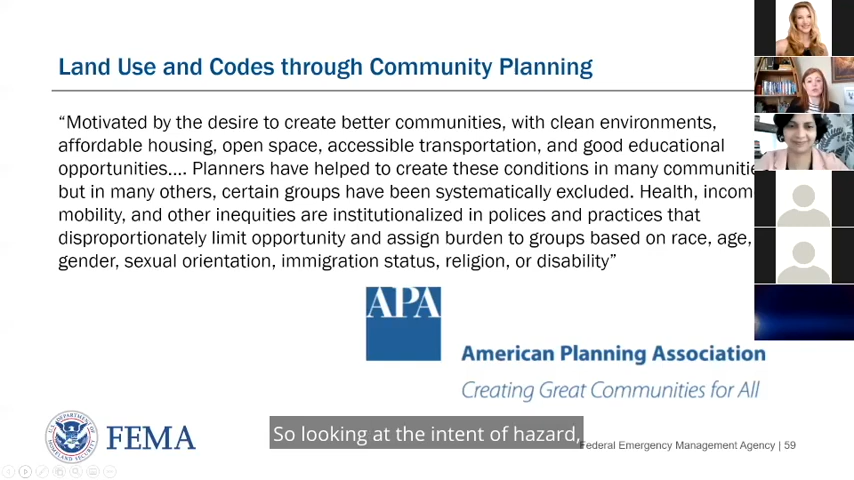 Land Use and Codes through Community Planning
“Motivated by the desire to create better communities, with clean environments,
affordable housing, open space, accessible transportation, and good educational
opportunities.... Planners have helped to create these conditions in many communitie
but in many others, certain groups have been systematically excluded. Health, incom
mobility, and other inequities are institutionalized in polices and practices that
disproportionately limit opportunity and assign burden to groups based on race, age,
gender, sexual orientation, immigration status, religion, or disability”
APA
American Planning Association
Creating Great Communities for All
FEMA
So looking at the intent of hazard,
Federal Emergency Management Agency | 59